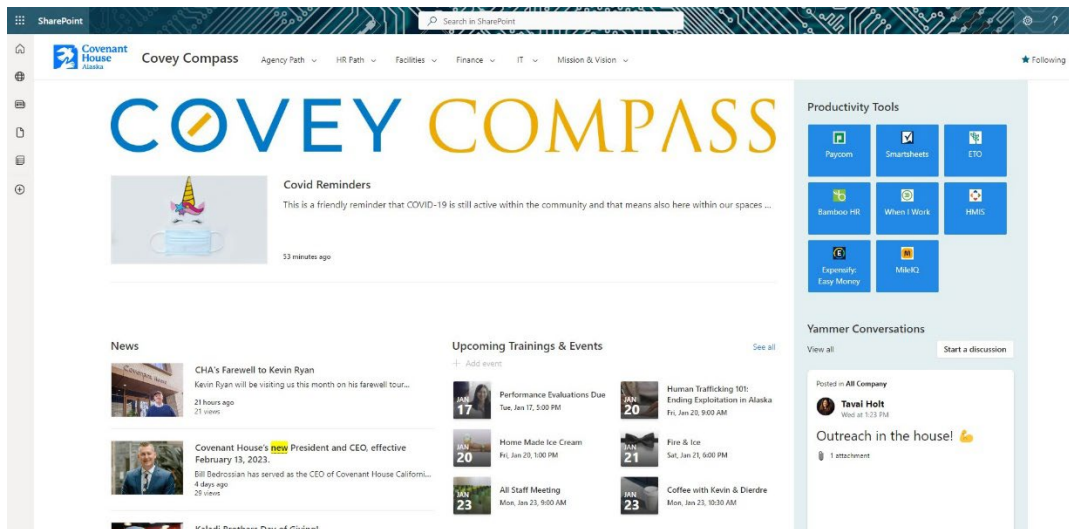 SharePoint
Search in SharePoint
?
Covenant
House
Alaska
Covey Compass
Agency Path
HR Path
Facilities
Finance
IT
Mission & Vision
Following
COVEY COMPASS
Covid Reminders
This is a friendly reminder that COVID-19 is still active within the community and that means also here within our spaces ...
53 minutes ago
News
CHA's Farewell to Kevin Ryan
Kevin Ryan will be visiting us this month on his farewell tour...
21 hours ago
21 views
Covenant House's new President and CEO, effective
February 13, 2023.
Bill Bedrossian has served as the CEO of Covenant House Californi...
4 days ago
28 views
Kaladi Brothers Day of Giving!
Upcoming Trainings & Events
See all
+ Add event
JAN
17
Performance Evaluations Due
Tue, Jan 17, 5:00 PM
JAN
20
Human Trafficking 101:
Ending Exploitation in Alaska
Fri, Jan 20, 9:00 AM
JAN
20
Home Made Ice Cream
Fri, Jan 20, 1:00 PM
JAN
21
Fire & Ice
Sat, Jan 21, 6:00 PM
JAN
23
All Staff Meeting
Mon, Jan 23, 9:00 AM
JAN
23
Coffee with Kevin & Dierdre
Mon, Jan 23, 10:30 AM
Productivity Tools
Paycom
Smartsheets
ETO
Bamboo HR
When I Work
HMIS
Expensify:
Easy Money
MileIQ
Yammer Conversations
View all
Start a discussion
Posted in All Company
Tavai Holt
Wed at 1:23 PM
Outreach in the house! 💪
1 attachment